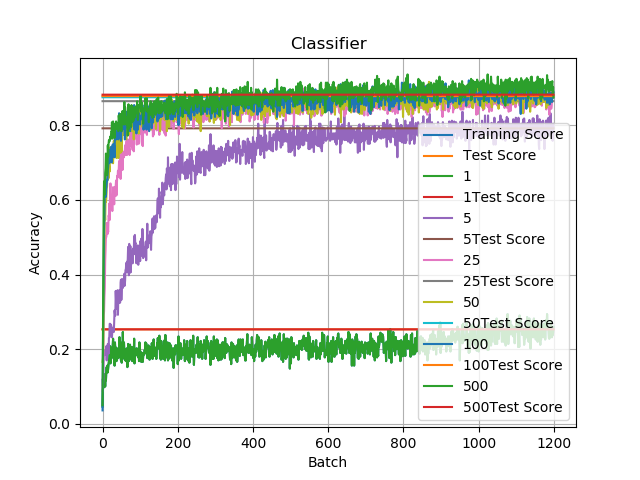 Classifier
Accuracy
0.8
0.6
0.4
0.2
0.0
Training Score
Test Score
1
1Test Score
5
5Test Score
25
25Test Score
50
50Test Score
100
100Test Score
500
500Test Score
0 200 400 600 800 1000 1200
Batch